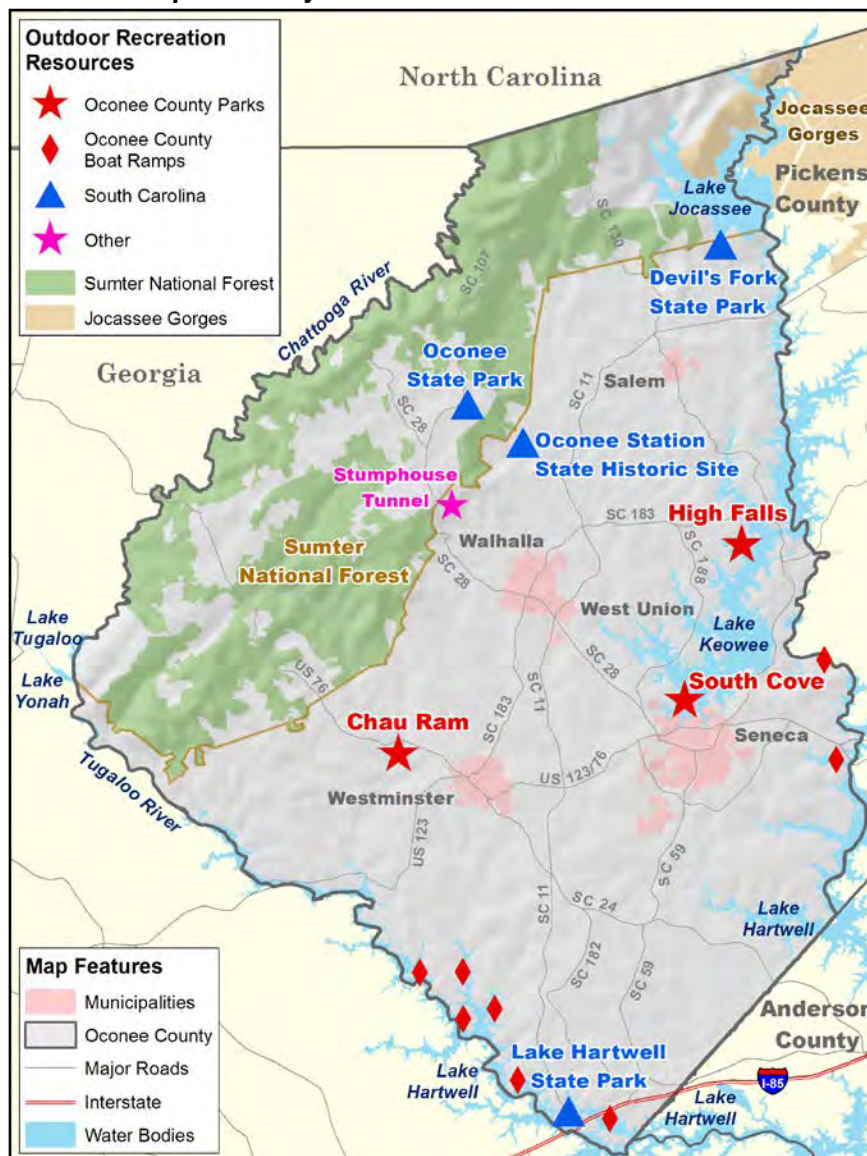 Outdoor Recreation
Resources
Oconee County Parks
Oconee County
Boat Ramps
South Carolina
Other
Sumter National Forest
Jocassee Gorges
North Carolina
Jocassee
Gorges
Pickens
County
Lake
Jocassee
SC 130
SC 107
Devil's Fork
State Park
Chattooga River
Georgia
Oconee
State Park
SC 11
Salem
SC 28
Oconee Station
State Historic Site
Stumphouse
Tunnel
High Falls
SC 183
Walhalla
SC 188
Sumter
National Forest
SC 28
West Union
Lake
Tugaloo
Lake
Keowee
SC 28
Lake
Yonah
US 76
South Cove
Chau Ram
SC 183
SC 11
Seneca
US 123/76
Tugaloo River
Westminster
US 123
SC 59
SC 11
SC 24
Lake
Hartwell
SC 182
SC 59
Map Features
Municipalities
Oconee County
Major Roads
Interstate
Water Bodies
Anderson
County
Lake Hartwell
State Park
Lake
Hartwell
I-85
Lake
Hartwell